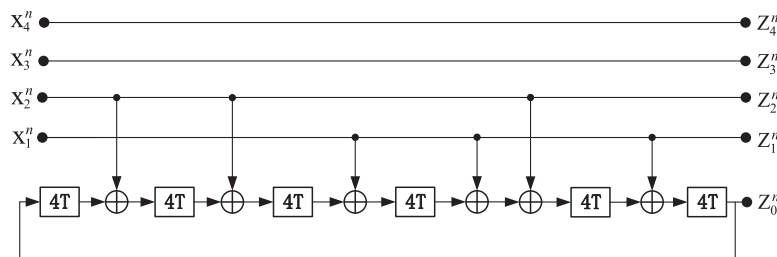 X₄ⁿ Z₄ⁿ
X₃ⁿ Z₃ⁿ
X₂ⁿ Z₂ⁿ
X₁ⁿ Z₁ⁿ
4T 4T 4T 4T 4T 4T Z₀ⁿ